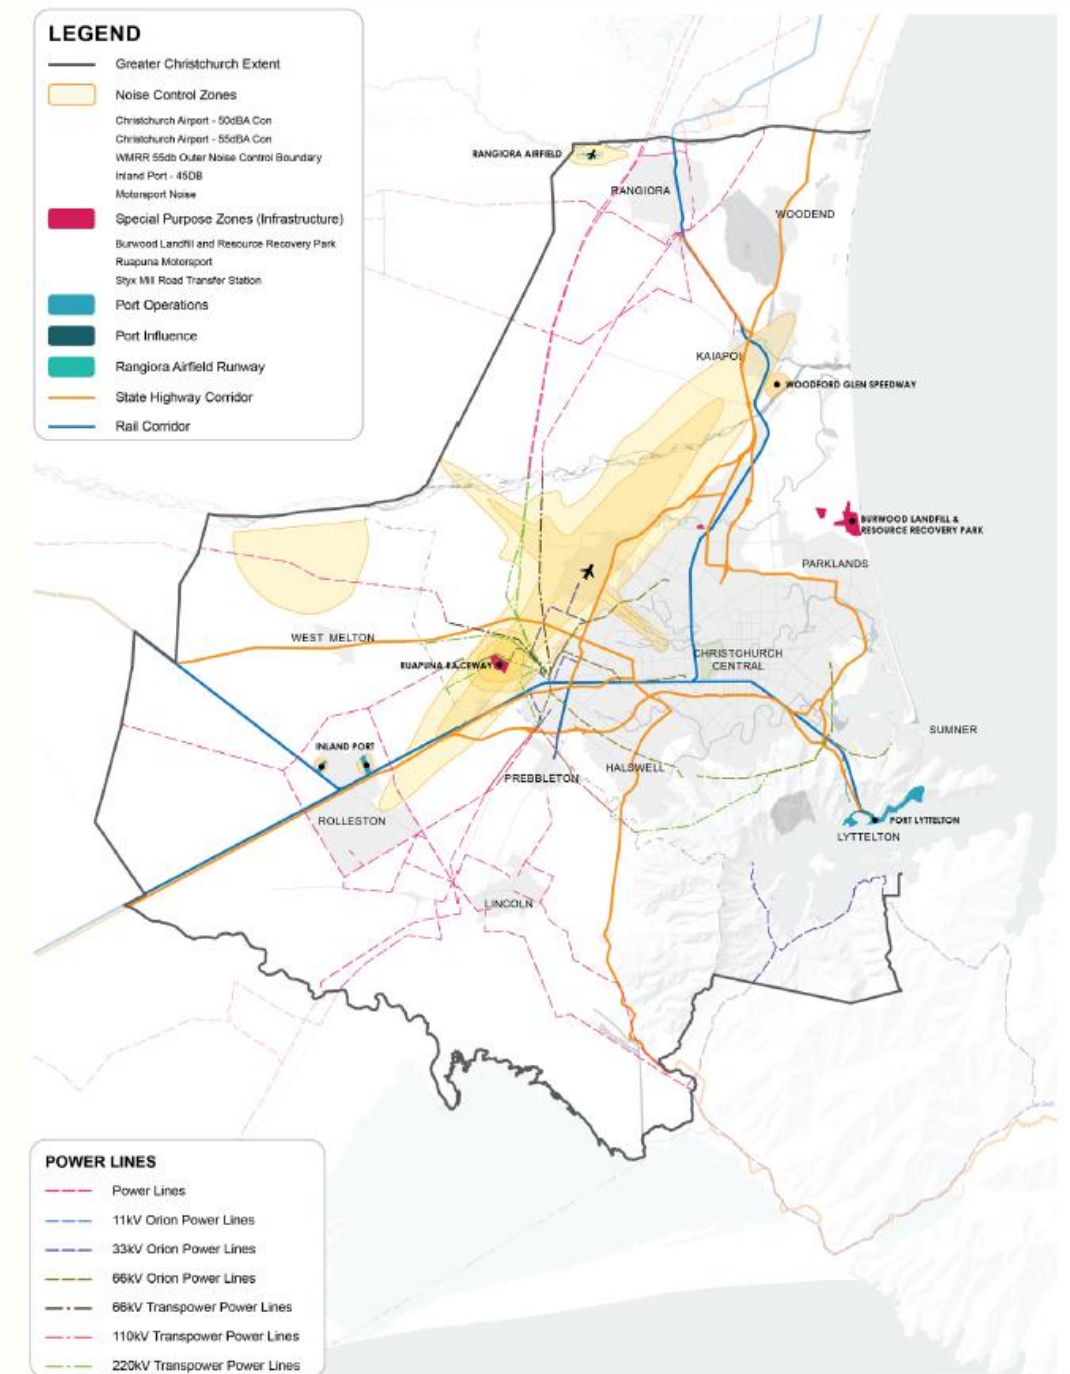 LEGEND
Greater Christchurch Extent
Noise Control Zones
Christchurch Airport - 50dBA Con
Christchurch Airport - 55dBA Con
WMRR 55db Outer Noise Control Boundary
Inland Port - 45DB
Motorsport Noise
Special Purpose Zones (Infrastructure)
Burwood Landfill and Resource Recovery Park
Ruapuna Motorsport
Styx Mill Road Transfer Station
Port Operations
Port Influence
Rangiora Airfield Runway
State Highway Corridor
Rail Corridor
RANGIORA AIRFIELD
RANGIORA
WOODEND
KAIAPOI
WOODFORD GLEN SPEEDWAY
BURWOOD LANDFILL &
RESOURCE RECOVERY PARK
PARKLANDS
WEST MELTON
CHRISTCHURCH
CENTRAL
RUAPUNA RACEWAY
SUMNER
INLAND PORT
HALSWELL
PREBBLETON
ROLLESTON
PORT LYTTELTON
LYTTELTON
LINCOLN
POWER LINES
Power Lines
11kV Orion Power Lines
33kV Orion Power Lines
66kV Orion Power Lines
66kV Transpower Power Lines
110kV Transpower Power Lines
220kV Transpower Power Lines